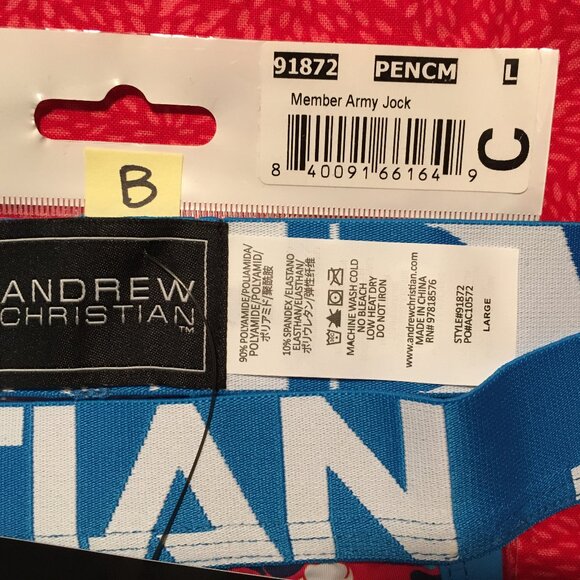 91872 PENCM L
Member Army Jock
8 40091 66164 9
C
B
ANDREW
CHRISTIAN™
90% POLYAMIDE/POLIAMIDA/
POLYAMIDE/POLYAMID/
ポリアミド/聚酰胺
10% SPANDEX / ELASTANO
ELASTHAN/ELASTHAN/
ポリウレタン/弹性纤维
MACHINE WASH COLD
NO BLEACH
LOW HEAT DRY
DO NOT IRON
www.andrewchristian.com
MADE IN CHINA
RN# 97818576
STYLE#91872
PO#AC10572
LARGE
TIAN